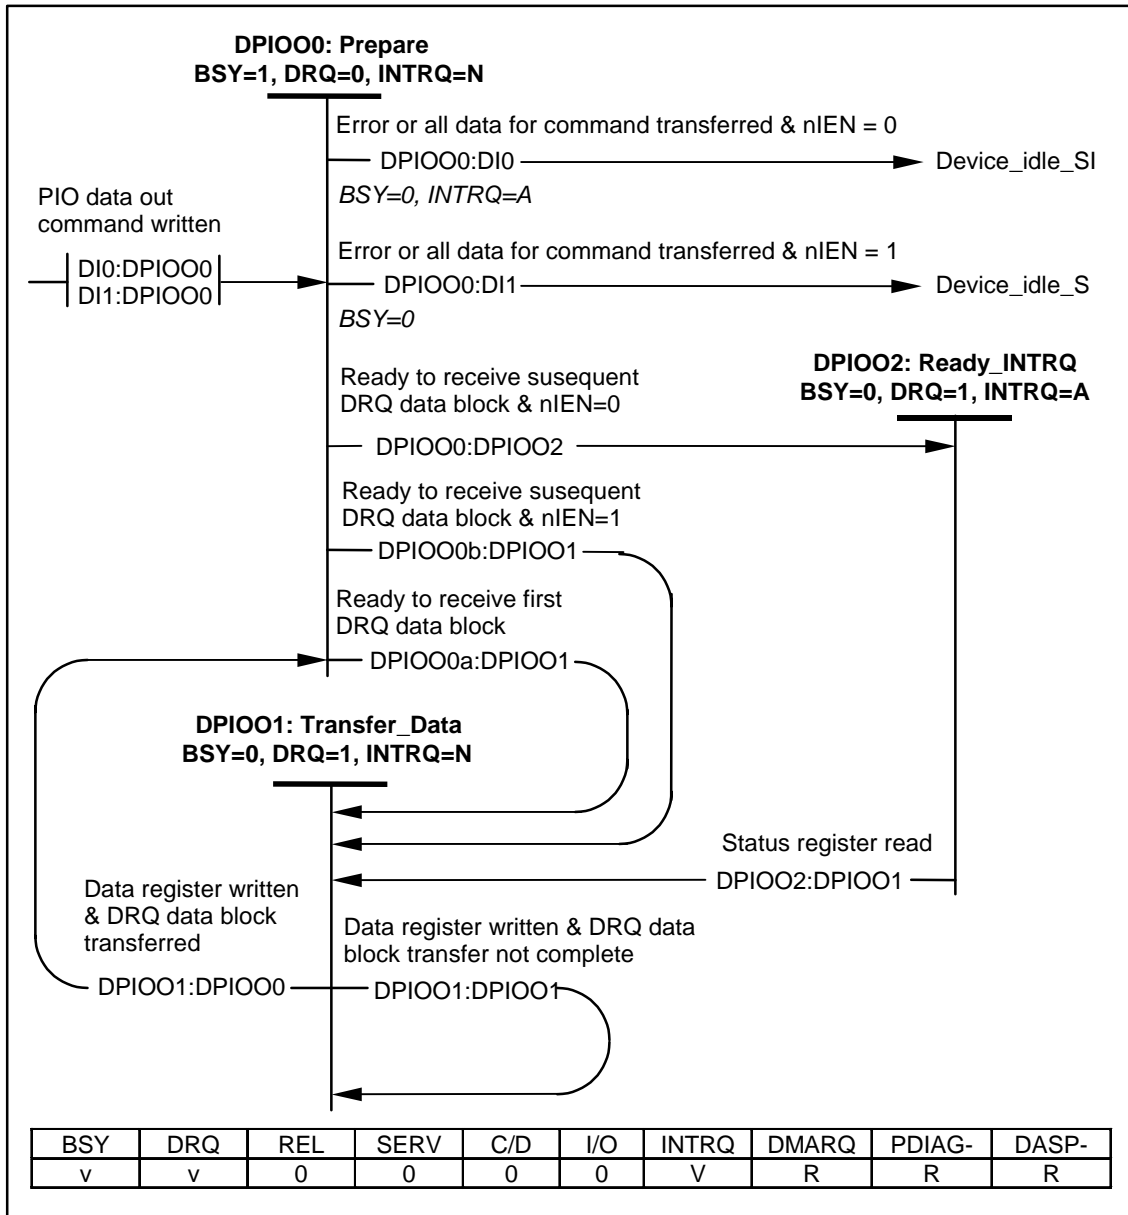 DPIOO0: Prepare
BSY=1, DRQ=0, INTRQ=N
Error or all data for command transferred & nIEN = 0
DPIOO0:DI0
Device_idle_SI
BSY=0, INTRQ=A
PIO data out
command written
Error or all data for command transferred & nIEN = 1
DI0:DPIOO0
DI1:DPIOO0
DPIOO0:DI1
Device_idle_S
BSY=0
DPIOO2: Ready_INTRQ
BSY=0, DRQ=1, INTRQ=A
Ready to receive susequent
DRQ data block & nIEN=0
DPIOO0:DPIOO2
Ready to receive susequent
DRQ data block & nIEN=1
DPIOO0b:DPIOO1
Ready to receive first
DRQ data block
DPIOO0a:DPIOO1
DPIOO1: Transfer_Data
BSY=0, DRQ=1, INTRQ=N
Status register read
DPIOO2:DPIOO1
Data register written
& DRQ data block
transferred
Data register written & DRQ data
block transfer not complete
DPIOO1:DPIOO0
DPIOO1:DPIOO1
BSY DRQ REL SERV C/D I/O INTRQ DMARQ PDIAG- DASP-
v v 0 0 0 0 V R R R